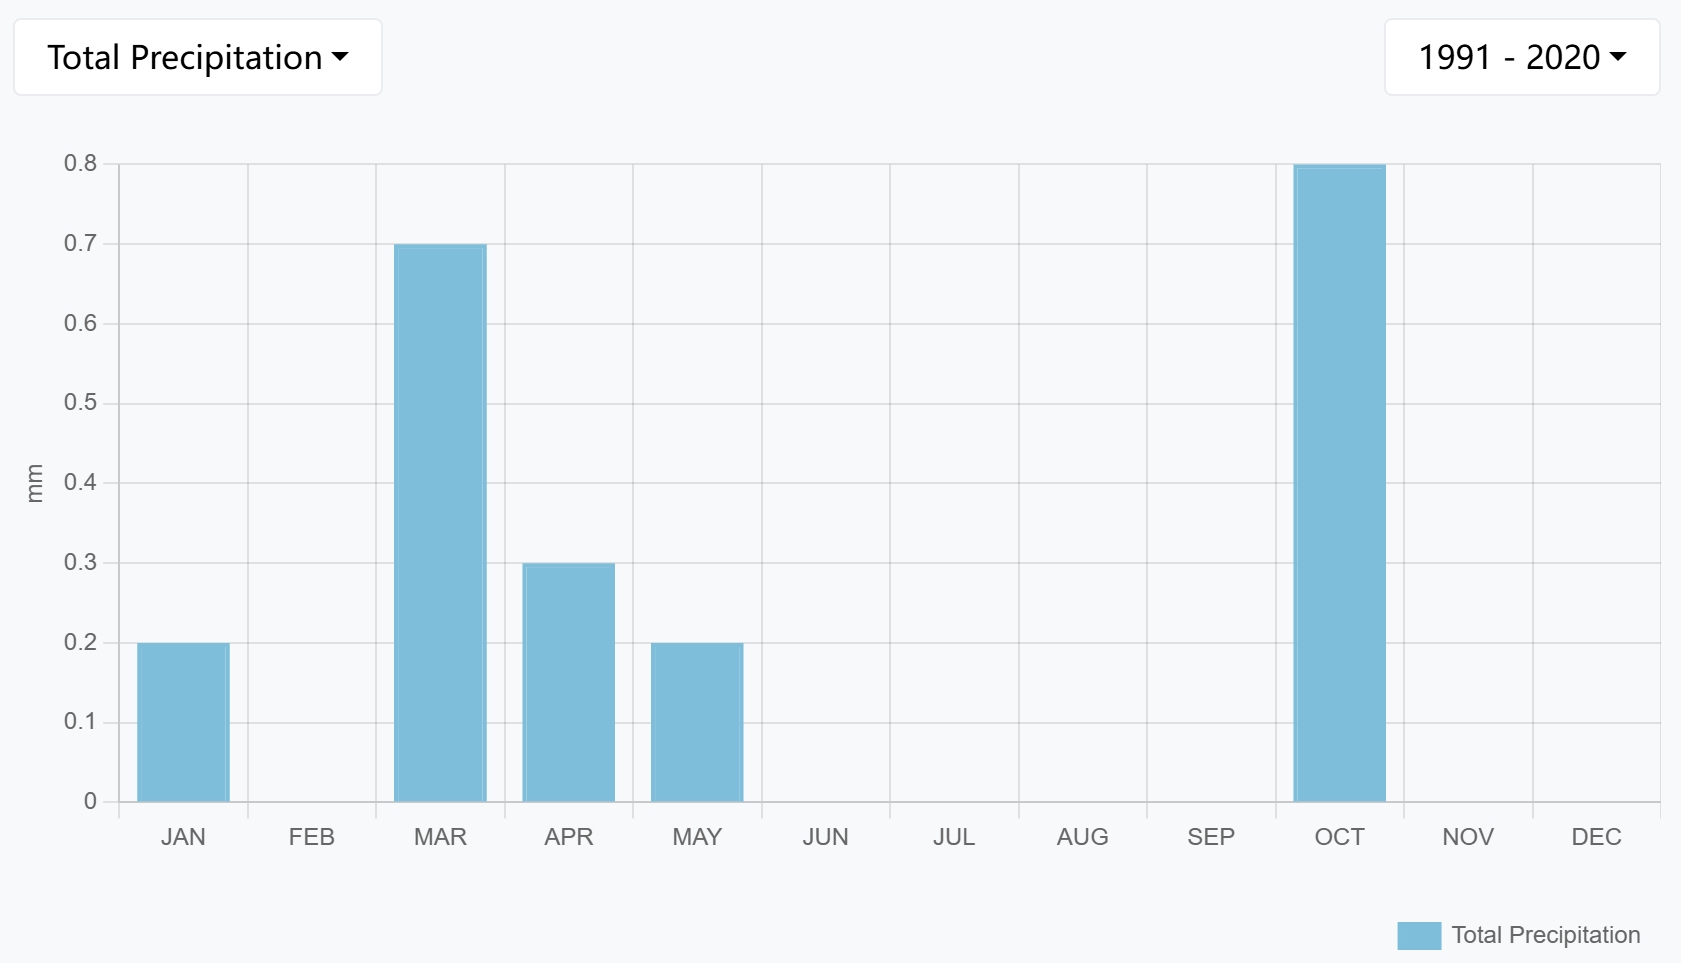 Total Precipitation
1991 - 2020
0.8
0.7
0.6
0.5
0.4
0.3
0.2
0.1
0
mm
JAN FEB MAR APR MAY JUN JUL AUG SEP OCT NOV DEC
Total Precipitation